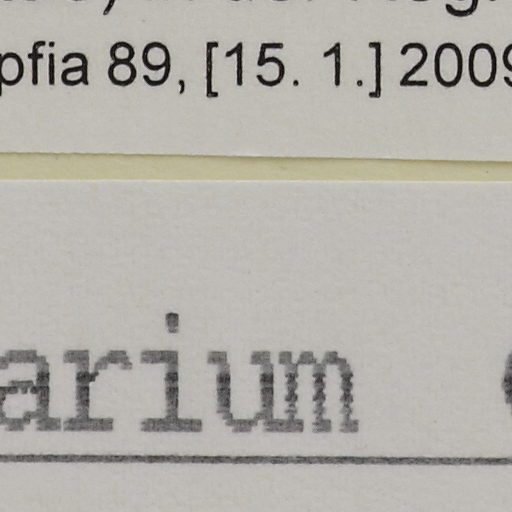 pfia 89, [15. 1.] 2009
arium